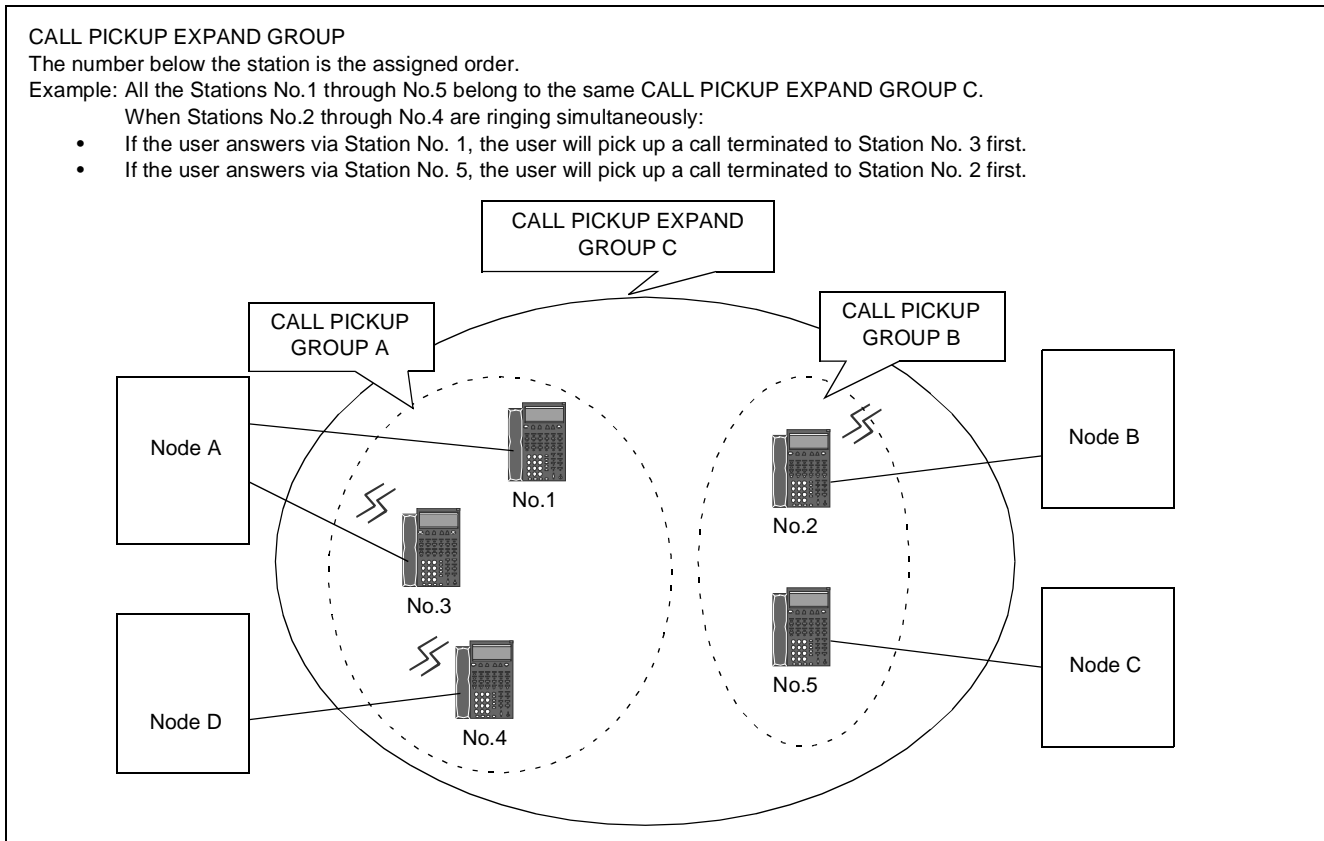 CALL PICKUP EXPAND GROUP
The number below the station is the assigned order.
Example: All the Stations No.1 through No.5 belong to the same CALL PICKUP EXPAND GROUP C.
When Stations No.2 through No.4 are ringing simultaneously:
• If the user answers via Station No. 1, the user will pick up a call terminated to Station No. 3 first.
• If the user answers via Station No. 5, the user will pick up a call terminated to Station No. 2 first.
CALL PICKUP EXPAND
GROUP C
CALL PICKUP
GROUP A
CALL PICKUP
GROUP B
Node A
Node B
No.1
No.2
No.3
No.5
Node C
Node D
No.4